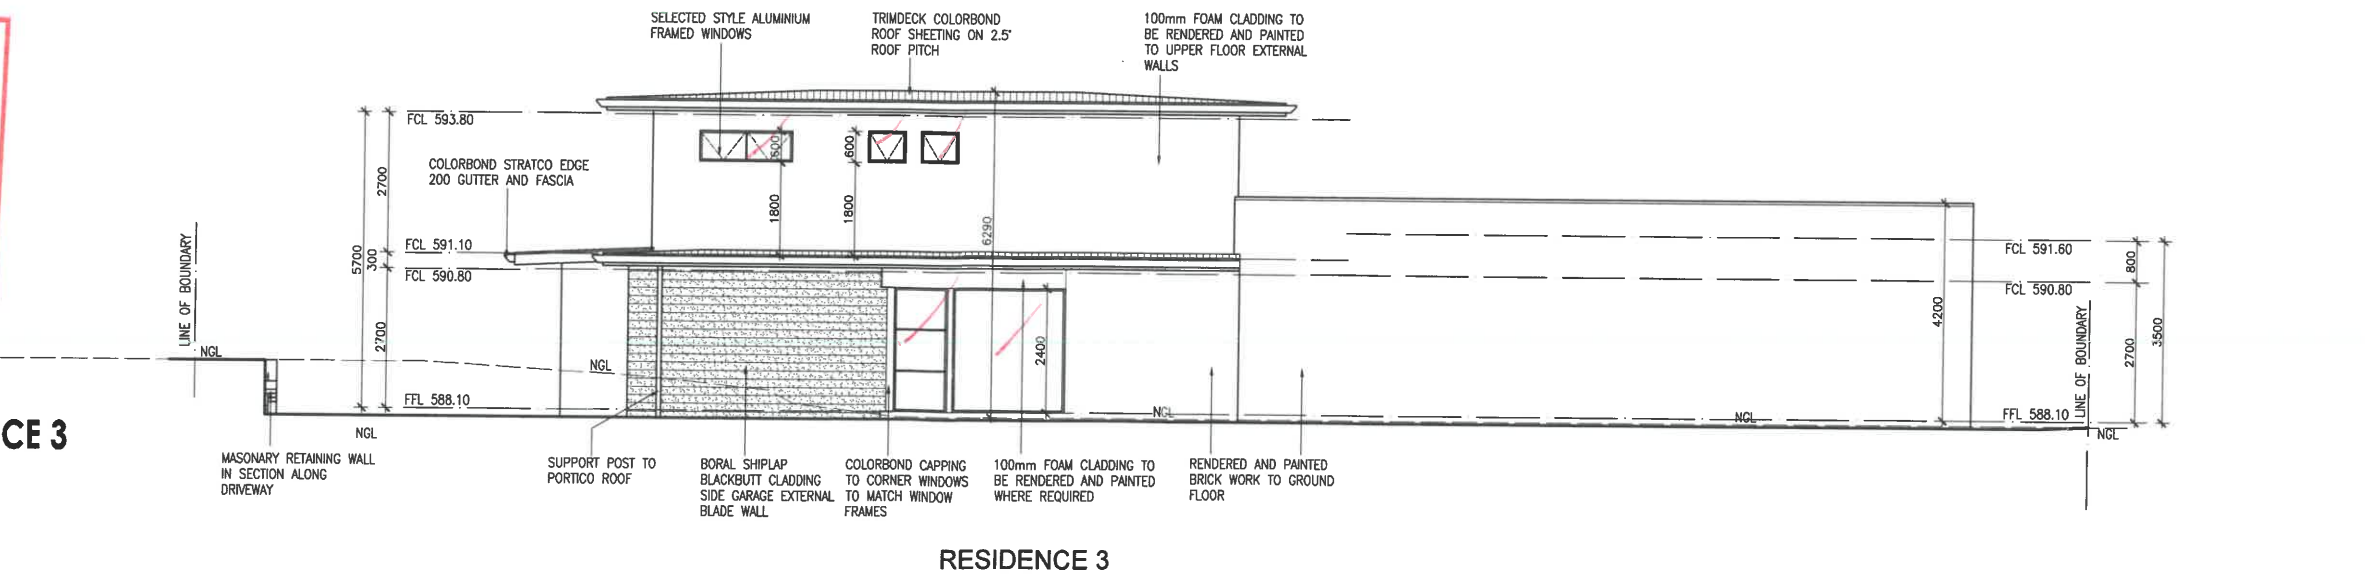 SELECTED STYLE ALUMINIUM
FRAMED WINDOWS
TRIMDECK COLORBOND
ROOF SHEETING ON 2.5°
ROOF PITCH
100mm FOAM CLADDING TO
BE RENDERED AND PAINTED
TO UPPER FLOOR EXTERNAL
WALLS
FCL 593.80
COLORBOND STRATCO EDGE
200 GUTTER AND FASCIA
2700
600
600
1800
1800
6290
LINE OF BOUNDARY
5700
300
FCL 591.10
FCL 590.80
2700
FCL 591.60
800
FCL 590.80
4200
2700
3500
LINE OF BOUNDARY
NGL
NGL
2400
FFL 588.10
NGL
NGL
NGL
FFL 588.10
NGL
CE 3
MASONARY RETAINING WALL
IN SECTION ALONG
DRIVEWAY
SUPPORT POST TO
PORTICO ROOF
BORAL SHIPLAP
BLACKBUTT CLADDING
SIDE GARAGE EXTERNAL
BLADE WALL
COLORBOND CAPPING
TO CORNER WINDOWS
TO MATCH WINDOW
FRAMES
100mm FOAM CLADDING TO
BE RENDERED AND PAINTED
WHERE REQUIRED
RENDERED AND PAINTED
BRICK WORK TO GROUND
FLOOR
RESIDENCE 3